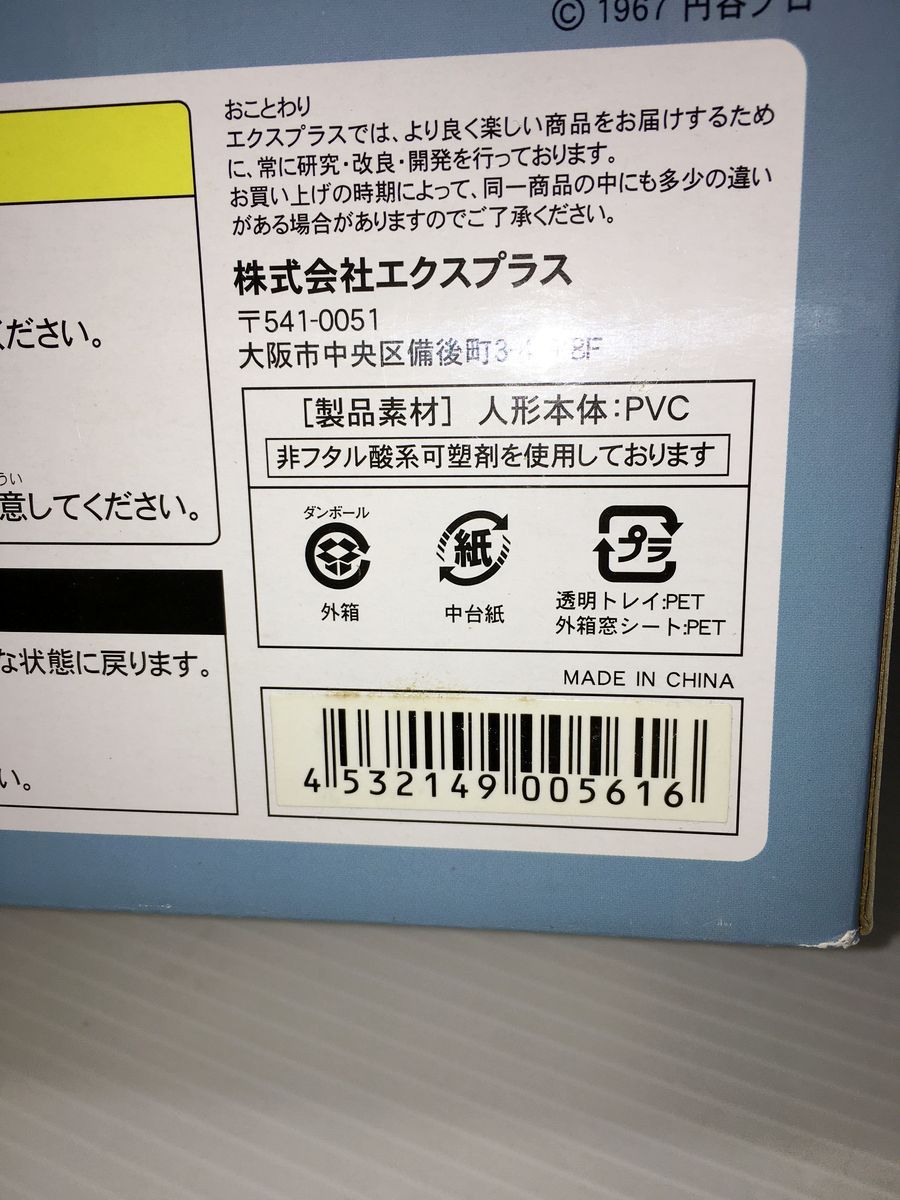 © 1967 円谷プロ
おことわり
エクスプラスでは、より良く楽しい商品をお届けするため
に、常に研究・改良・開発を行っております。
お買い上げの時期によって、同一商品の中にも多少の違い
がある場合がありますのでご了承ください。
株式会社エクスプラス
〒541-0051
大阪市中央区備後町3- 8F
ください。
うい
意してください。
な状態に戻ります。
い。
[製品素材] 人形本体:PVC
非フタル酸系可塑剤を使用しております
ダンボール
外箱
紙
中台紙
プラ
透明トレイ:PET
外箱窓シート:PET
MADE IN CHINA
4 532149 005616